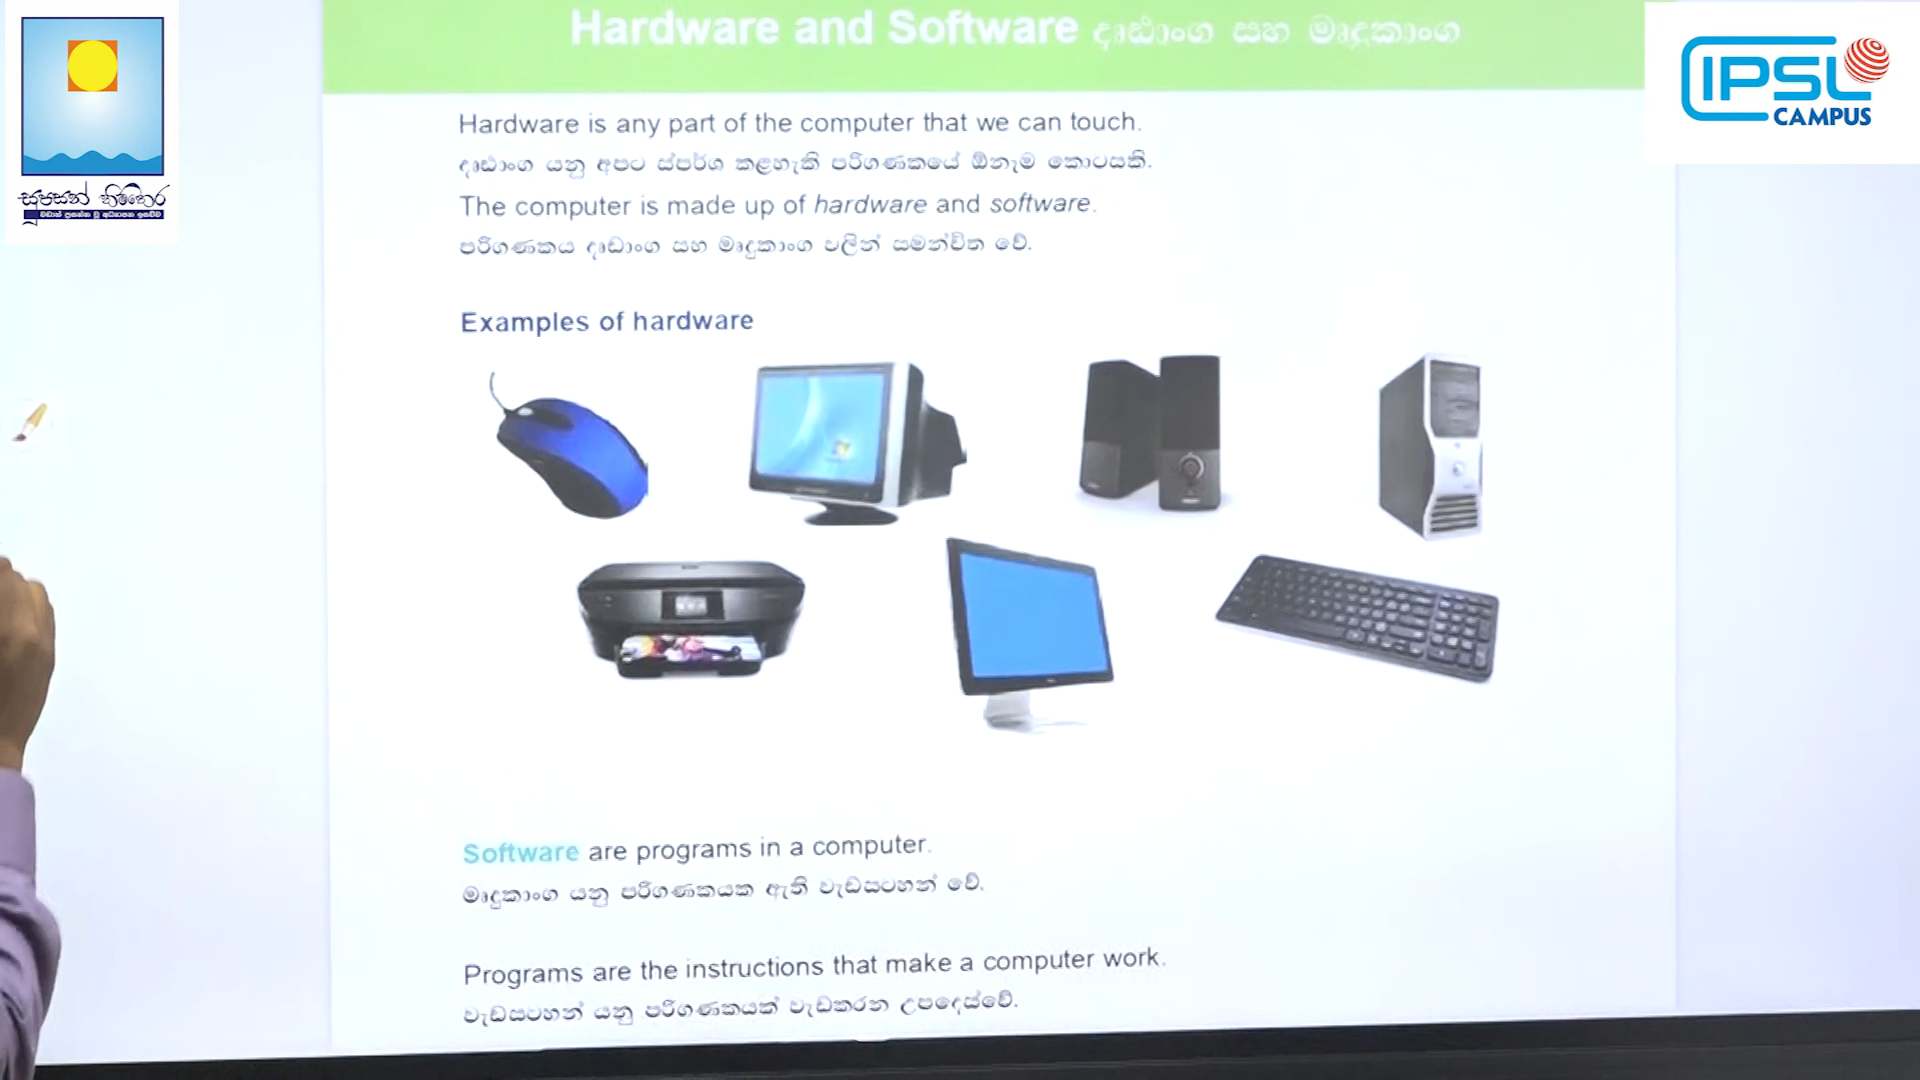 Hardware and Software දෘඪාංග සහ මෘදුකාංග
IPSL
CAMPUS
Hardware is any part of the computer that we can touch.
දෘඪාංග යනු අපට ස්පර්ශ කළහැකි පරිගණකයේ ඕනෑම කොටසකි.
The computer is made up of hardware and software.
පරිගණකය දෘඩාංග සහ මෘදුකාංග වලින් සමන්විත වේ.
Examples of hardware
Software are programs in a computer.
මෘදුකාංග යනු පරිගණකයක ඇති වැඩසටහන් වේ.
Programs are the instructions that make a computer work.
වැඩසටහන් යනු පරිගණකයක් වැඩකරන උපදෙස්වේ.